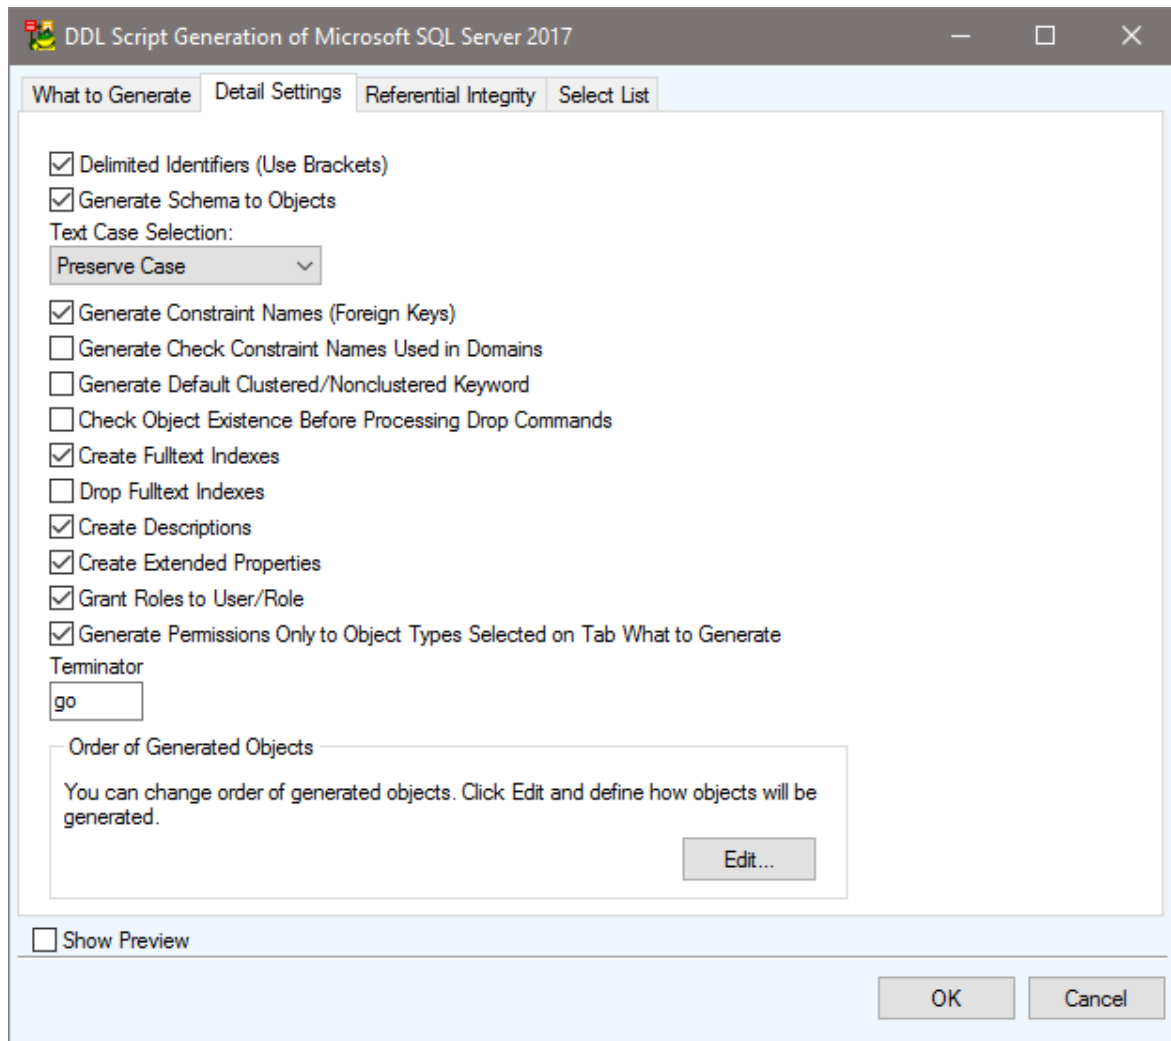 DDL Script Generation of Microsoft SQL Server 2017
What to Generate Detail Settings Referential Integrity Select List
Delimited Identifiers (Use Brackets)
Generate Schema to Objects
Text Case Selection:
Preserve Case
Generate Constraint Names (Foreign Keys)
Generate Check Constraint Names Used in Domains
Generate Default Clustered/Nonclustered Keyword
Check Object Existence Before Processing Drop Commands
Create Fulltext Indexes
Drop Fulltext Indexes
Create Descriptions
Create Extended Properties
Grant Roles to User/Role
Generate Permissions Only to Object Types Selected on Tab What to Generate
Terminator
go
Order of Generated Objects
You can change order of generated objects. Click Edit and define how objects will be
generated.
Edit...
Show Preview
OK Cancel